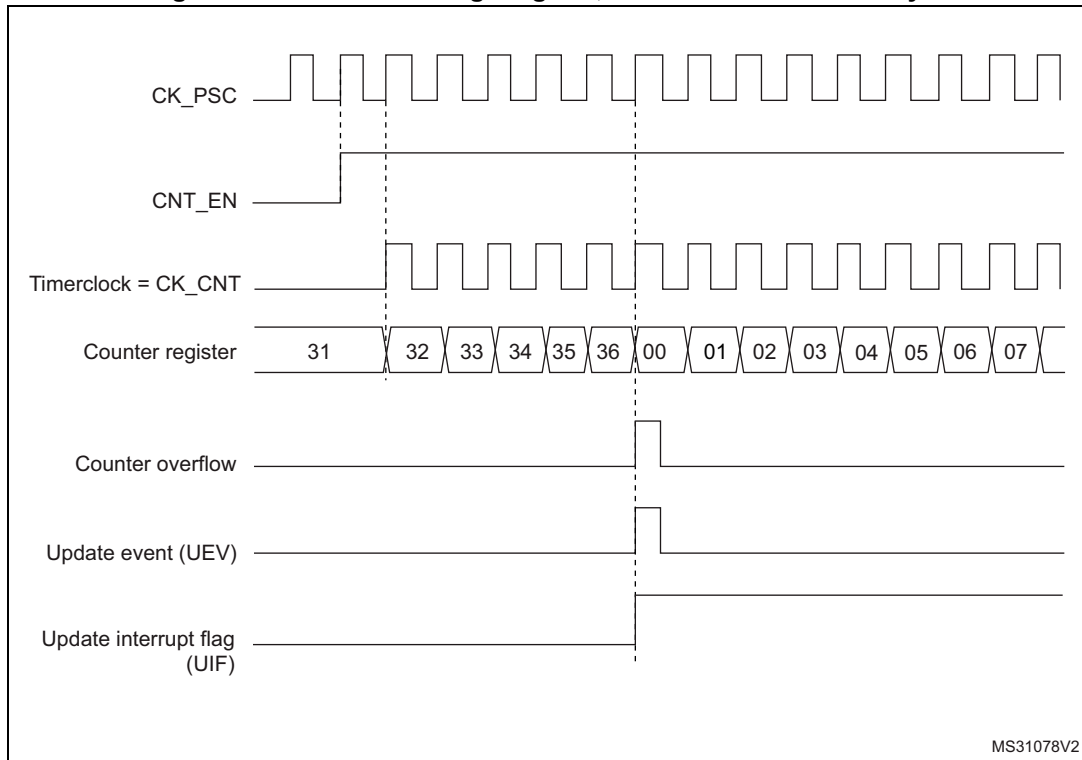 CK_PSC
CNT_EN
Timerclock = CK_CNT
Counter register 31 32 33 34 35 36 00 01 02 03 04 05 06 07
Counter overflow
Update event (UEV)
Update interrupt flag
(UIF)
MS31078V2